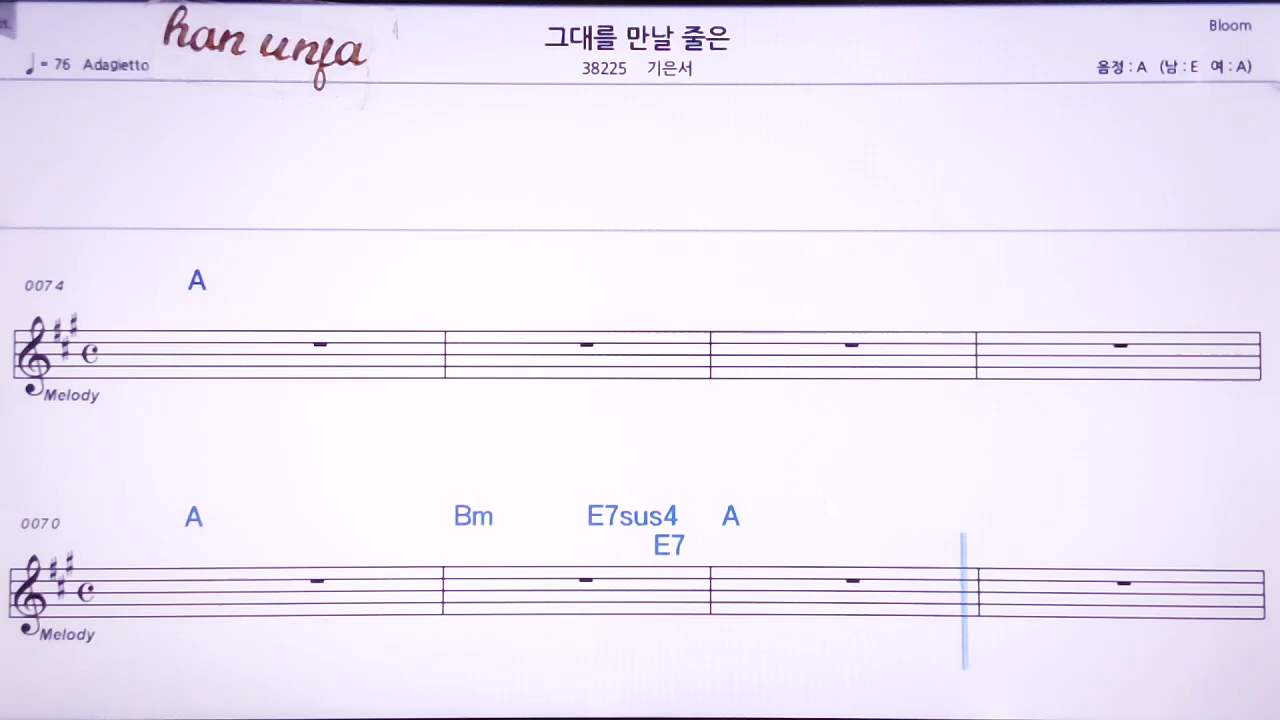 han unfa
그대를 만날 줄은
Bloom
♩ = 76 Adagietto
38225 기은서
음정 : A (남 : E 여 : A)
0074
A
Melody
0070
A Bm E7sus4 A
E7
Melody